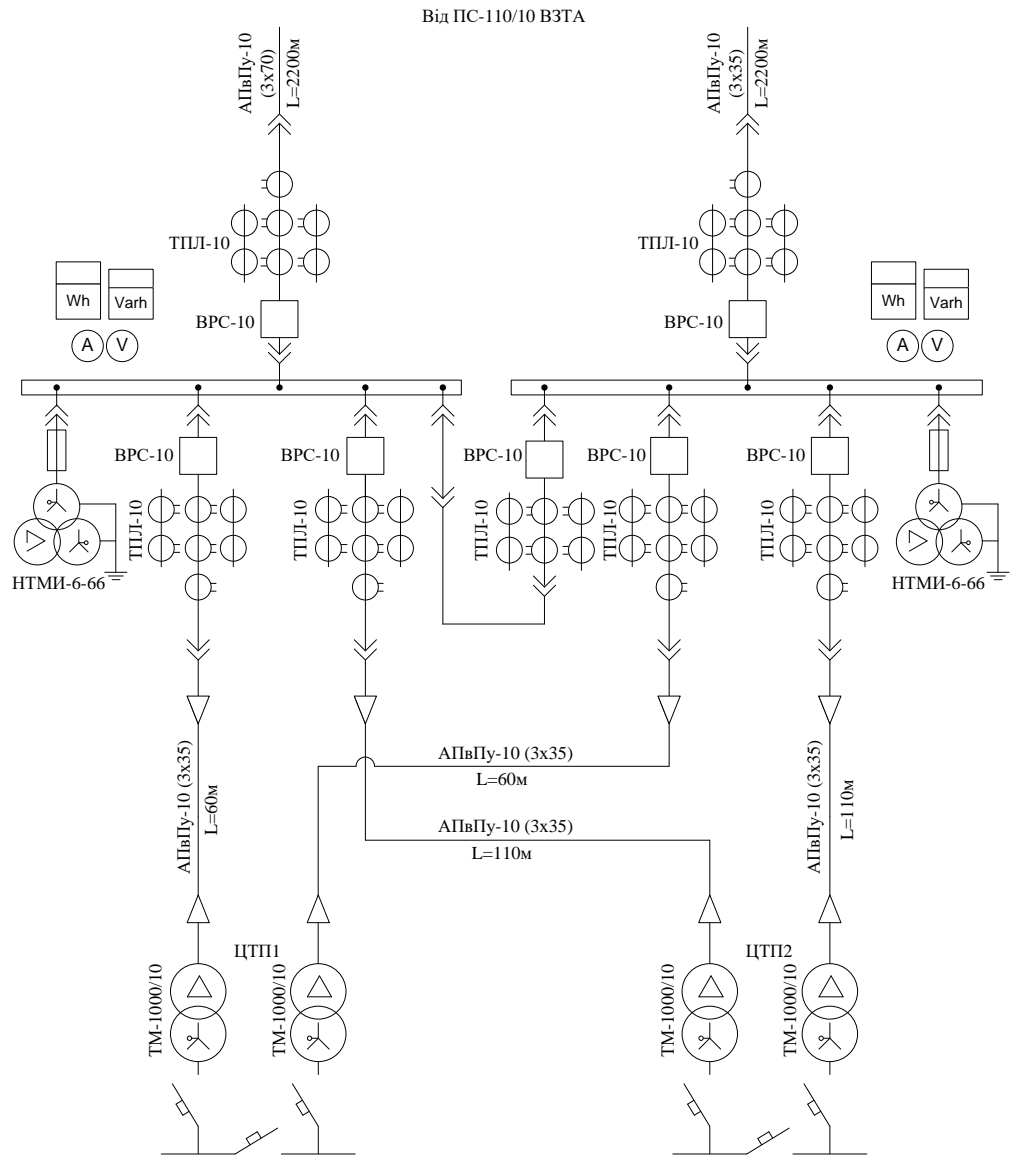 Від ПС-110/10 ВЗТА
АПвПу-10
(3х70)
L=2200м
АПвПу-10
(3х35)
L=2200м
ТПЛ-10
ТПЛ-10
Wh
Varh
A
V
ВРС-10
ВРС-10
Wh
Varh
A
V
ВРС-10
ВРС-10
ВРС-10
ВРС-10
ВРС-10
ТПЛ-10
ТПЛ-10
ТПЛ-10
ТПЛ-10
ТПЛ-10
НТМИ-6-66
НТМИ-6-66
АПвПу-10 (3х35)
L=60м
АПвПу-10 (3х35)
L=60м
АПвПу-10 (3х35)
L=110м
АПвПу-10 (3х35)
L=110м
ЦТП1
ЦТП2
ТМ-1000/10
ТМ-1000/10
ТМ-1000/10
ТМ-1000/10